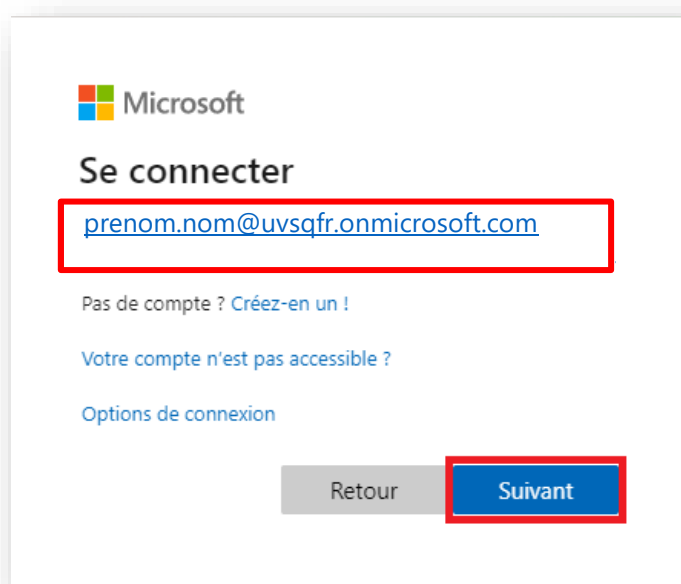 Microsoft
Se connecter
prenom.nom@uvsqfr.onmicrosoft.com
Pas de compte ? Créez-en un !
Votre compte n'est pas accessible ?
Options de connexion
Retour Suivant